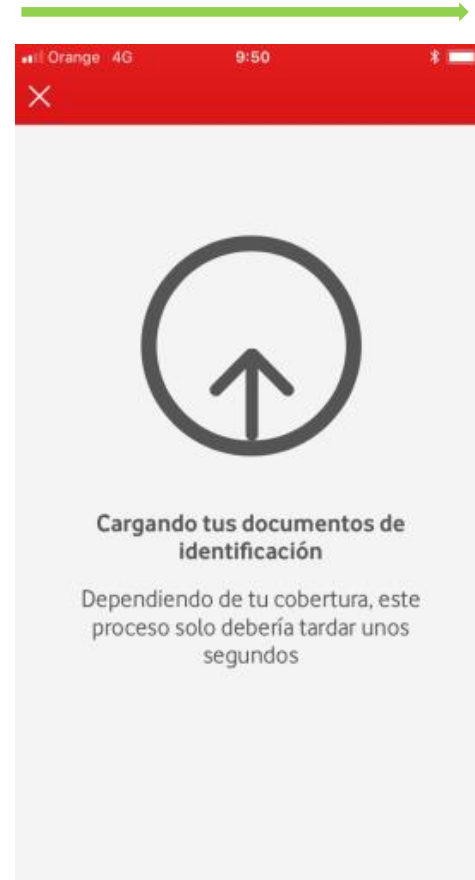 Orange 4G 9:50
Cargando tus documentos de
identificación
Dependiendo de tu cobertura, este
proceso solo debería tardar unos
segundos